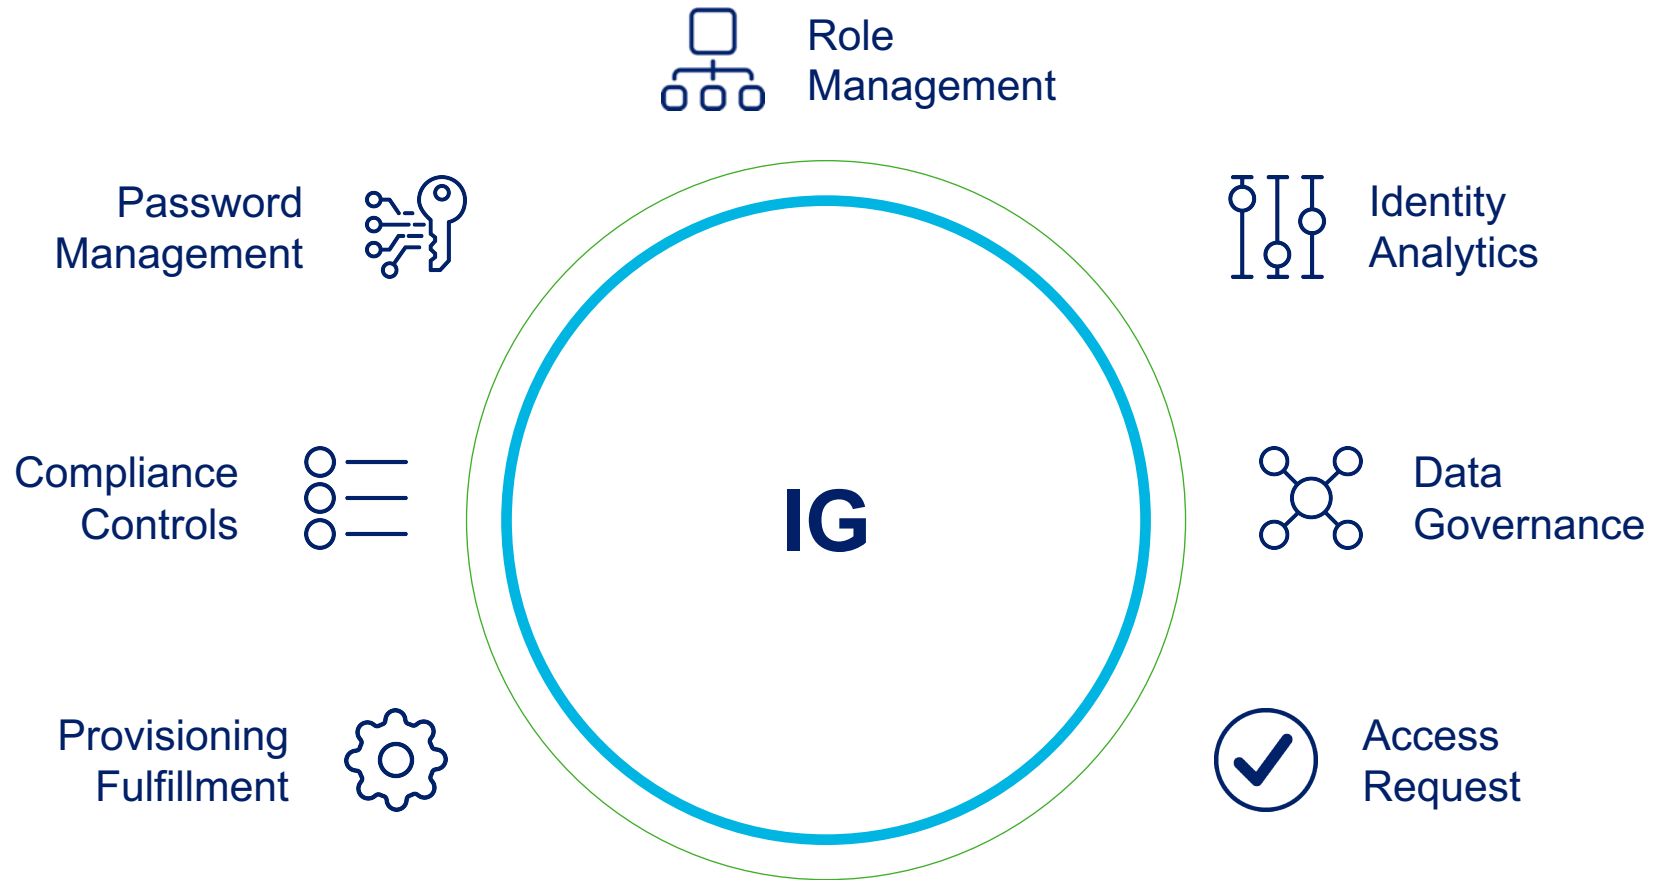 Role
Management
Password
Management
Identity
Analytics
Compliance
Controls
IG
Data
Governance
Provisioning
Fulfillment
Access
Request